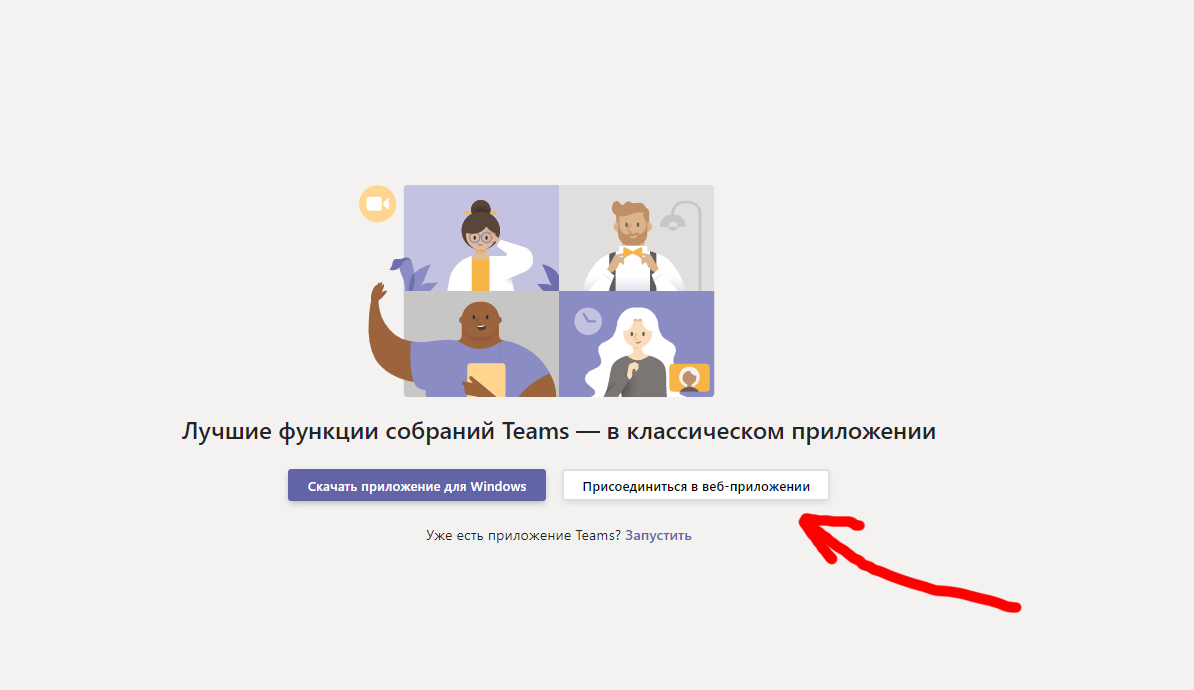 Лучшие функции собраний Teams — в классическом приложении
Скачать приложение для Windows
Присоединиться в веб-приложении
Уже есть приложение Teams? Запустить